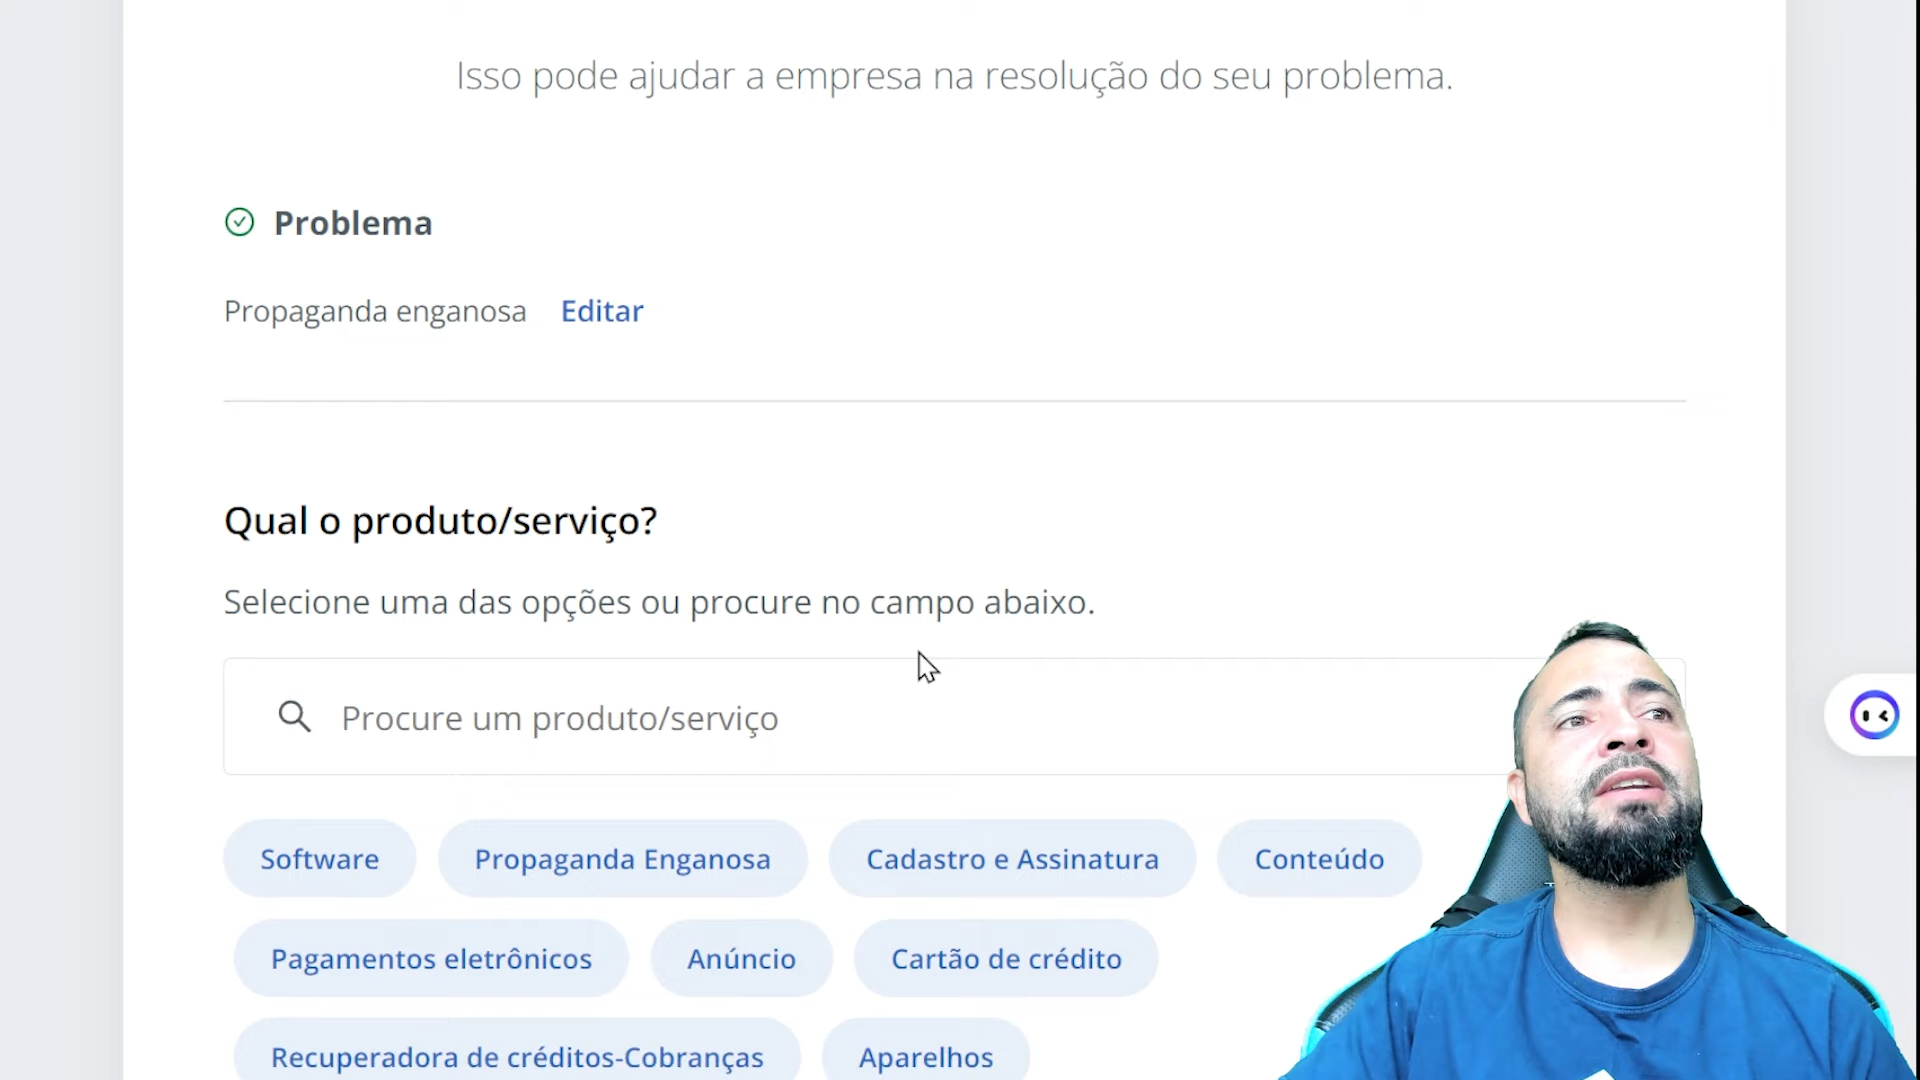 Isso pode ajudar a empresa na resolução do seu problema.
Problema
Propaganda enganosa Editar
Qual o produto/serviço?
Selecione uma das opções ou procure no campo abaixo.
Procure um produto/serviço
Software Propaganda Enganosa Cadastro e Assinatura Conteúdo
Pagamentos eletrônicos Anúncio Cartão de crédito
Recuperadora de créditos-Cobranças Aparelhos